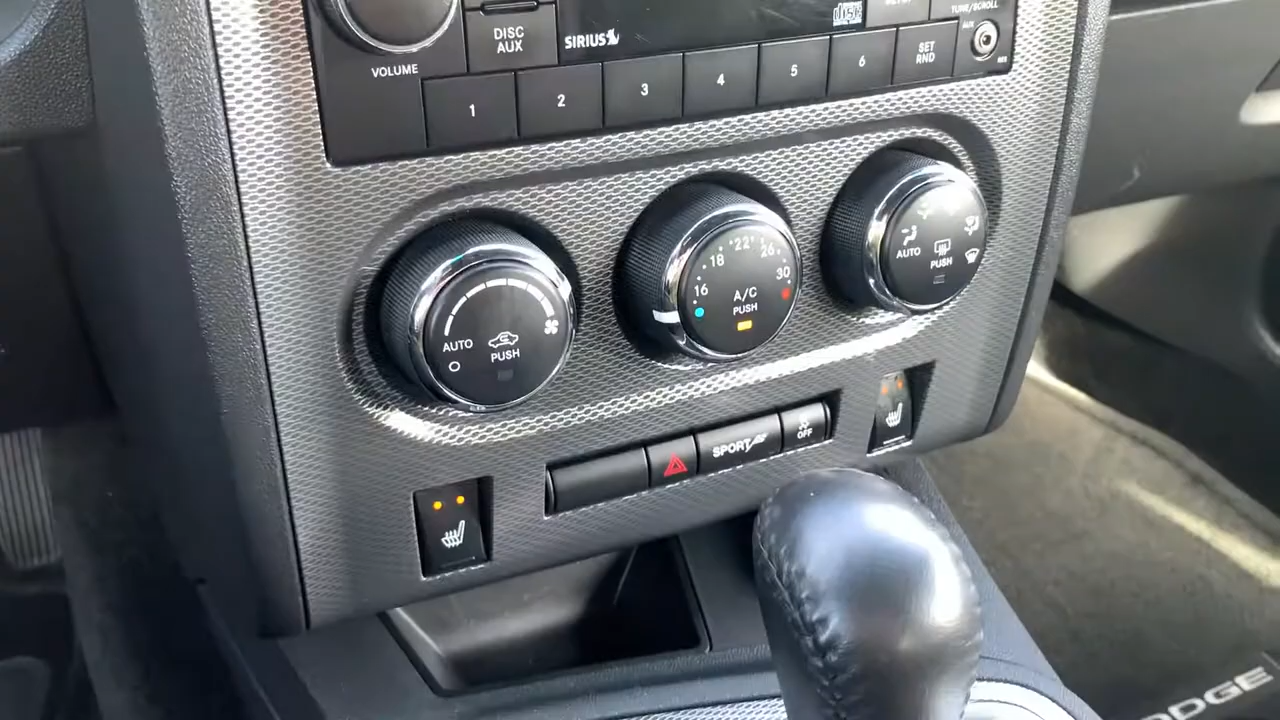 TUNE/SCROLL
DISC
AUX
SIRIUS
disc
AUX
VOLUME
1
2
3
4
5
6
SET
RND
AUTO
PUSH
16
18
22
26
30
A/C
PUSH
AUTO
PUSH
SPORT
OFF
DODGE